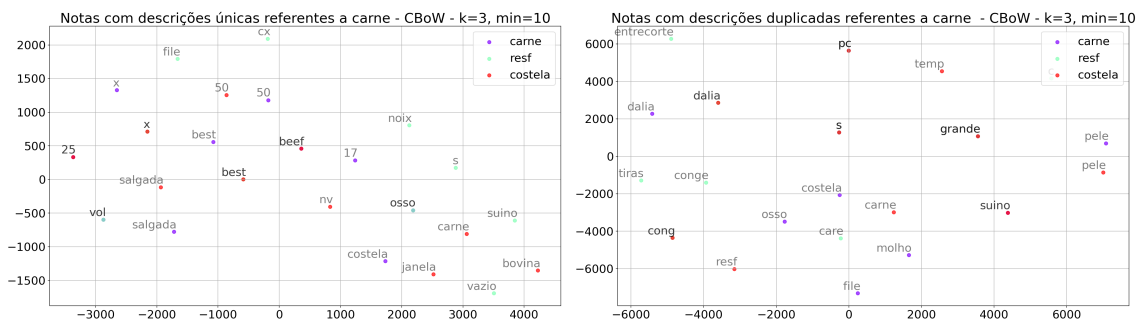 Notas com descrições únicas referentes a carne - CBoW - k=3, min=10
2000
1500
1000
500
0
−500
−1000
−1500
−3000
−2000
−1000
0
1000
2000
3000
4000
carne
resf
costela
cx
file
x
50
50
x
noix
best
beef
25
17
s
best
salgada
nv
osso
vol
suino
salgada
carne
costela
janela
bovina
vazio
Notas com descrições duplicadas referentes a carne  - CBoW - k=3, min=10
6000
4000
2000
0
−2000
−4000
−6000
−6000
−4000
−2000
0
2000
4000
6000
carne
resf
costela
entrecorte
pc
temp
dalia
dalia
s
grande
pele
pele
tiras
conge
costela
carne
suino
osso
cong
care
molho
resf
file